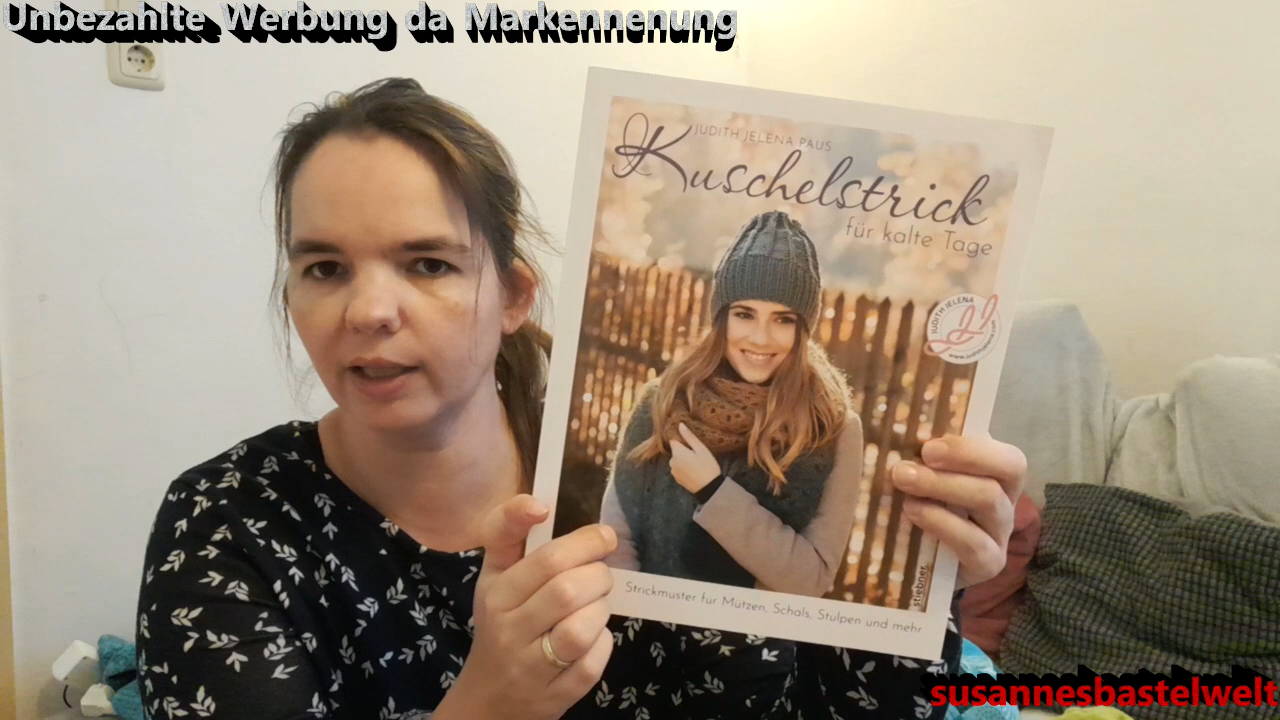 Unbezahlte Werbung da Markennenung
JUDITH JELENA PAUS
Kuschelstrick
für kalte Tage
JUDITH JELENA
JJ
stiebner
Strickmuster für Mützen, Schals, Stulpen und mehr
susannesbastelwelt